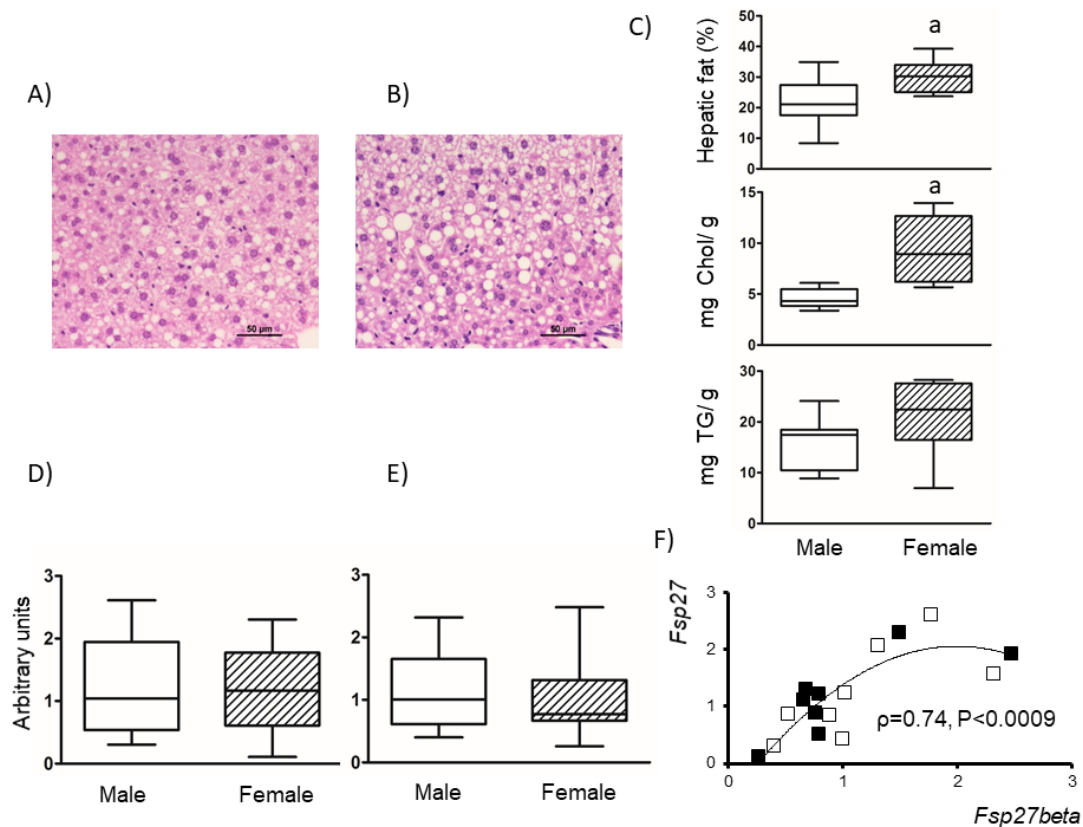 A)
B)
50 µm
50 µm
C)
Hepatic fat (%)
50
40
30
20
10
0
a
mg Chol/ g
15
10
5
0
a
mg TG/ g
30
20
10
0
Male Female
D)
Arbitrary units
3
2
1
0
Male Female
E)
3
2
1
0
Male Female
F)
Fsp27
3
2
1
0
ρ=0.74, P<0.0009
0 1 2 3
Fsp27beta